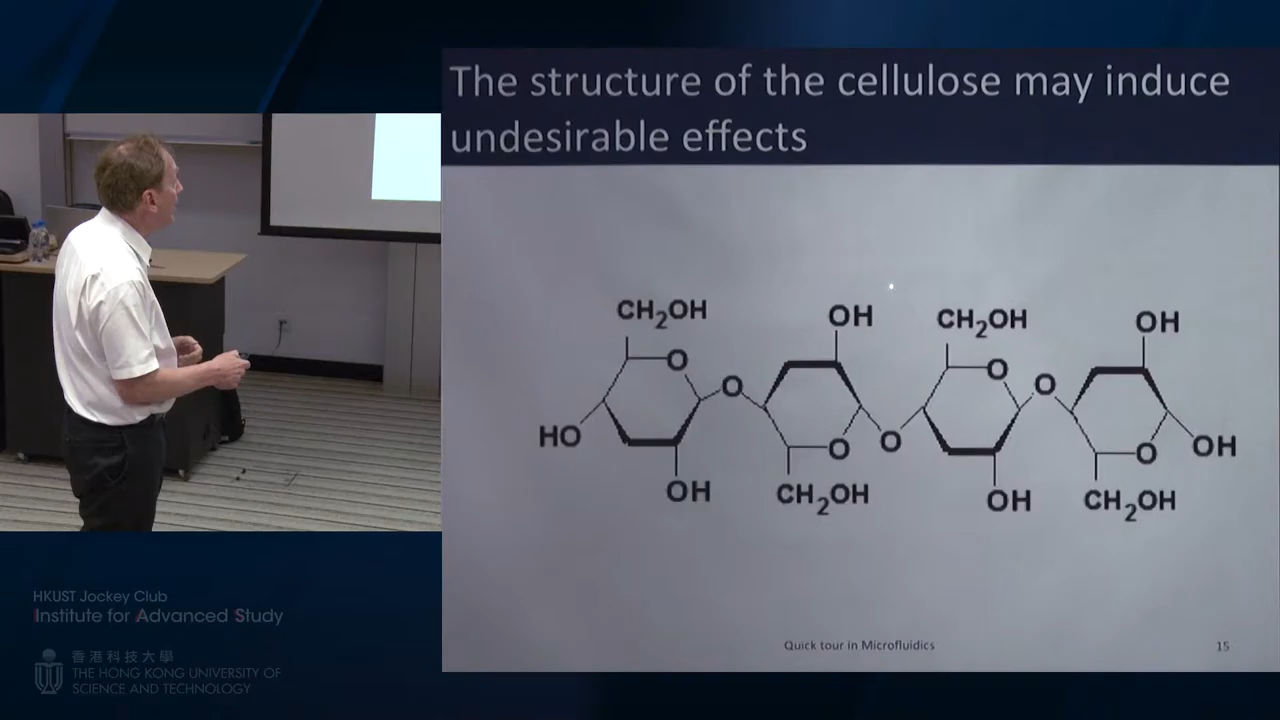 The structure of the cellulose may induce
undesirable effects
CH2OH
OH
CH2OH
OH
O
O
O
O
HO
O
O
O
OH
OH
CH2OH
OH
CH2OH
Quick tour in Microfluidics
15
HKUST Jockey Club
Institute for Advanced Study
香港科技大學
THE HONG KONG UNIVERSITY OF
SCIENCE AND TECHNOLOGY